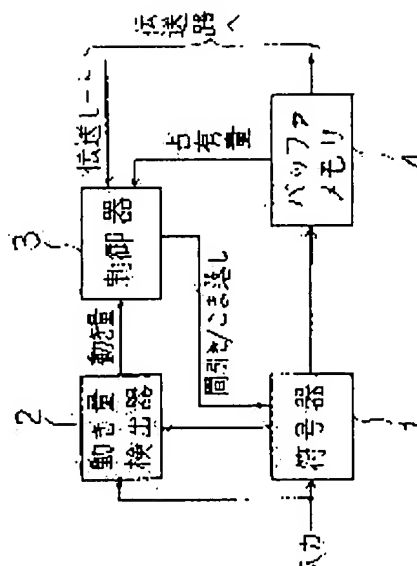 伝送器へ
伝送レート
占有量
3
制御器
バッファ
メモリ
4
動き量
間引き/こま落し
2
動き量
検出器
符号器
1
入力